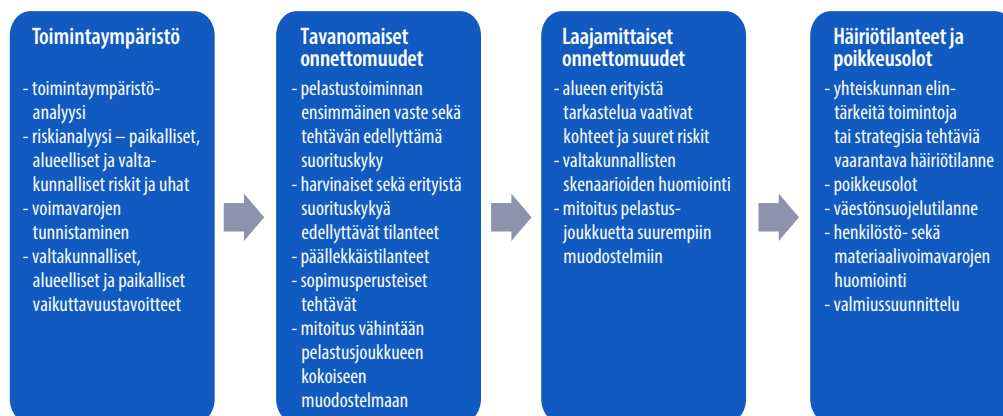 Toimintaympäristö
- toimintaympäristö-
analyysi
- riskianalyysi – paikalliset,
alueelliset ja valta-
kunnalliset riskit ja uhat
- voimavarojen
tunnistaminen
- valtakunnalliset,
alueelliset ja paikalliset
vaikuttavuustavoitteet
Tavanomaiset
onnettomuudet
- pelastustoiminnan
ensimmäinen vaste sekä
tehtävän edellyttämä
suorituskyky
- harvinaiset sekä erityistä
suorituskykyä
edellyttävät tilanteet
- päällekkäistilanteet
- sopimusperusteiset
tehtävät
- mitoitus vähintään
pelastusjoukkueen
kokoiseen
muodostelmaan
Laajamittaiset
onnettomuudet
- alueen erityistä
tarkastelua vaativat
kohteet ja suuret riskit
- valtakunnallisten
skenaarioiden huomiointi
- mitoitus pelastus-
joukkuetta suurempiin
muodostelmiin
Häiriötilanteet ja
poikkeusolot
- yhteiskunnan elin-
tärkeitä toimintoja
tai strategisia tehtäviä
vaarantava häiriötilanne
- poikkeusolot
- väestönsuojelutilanne
- henkilöstö- sekä
materiaalivoimavarojen
huomiointi
- valmiussuunnittelu